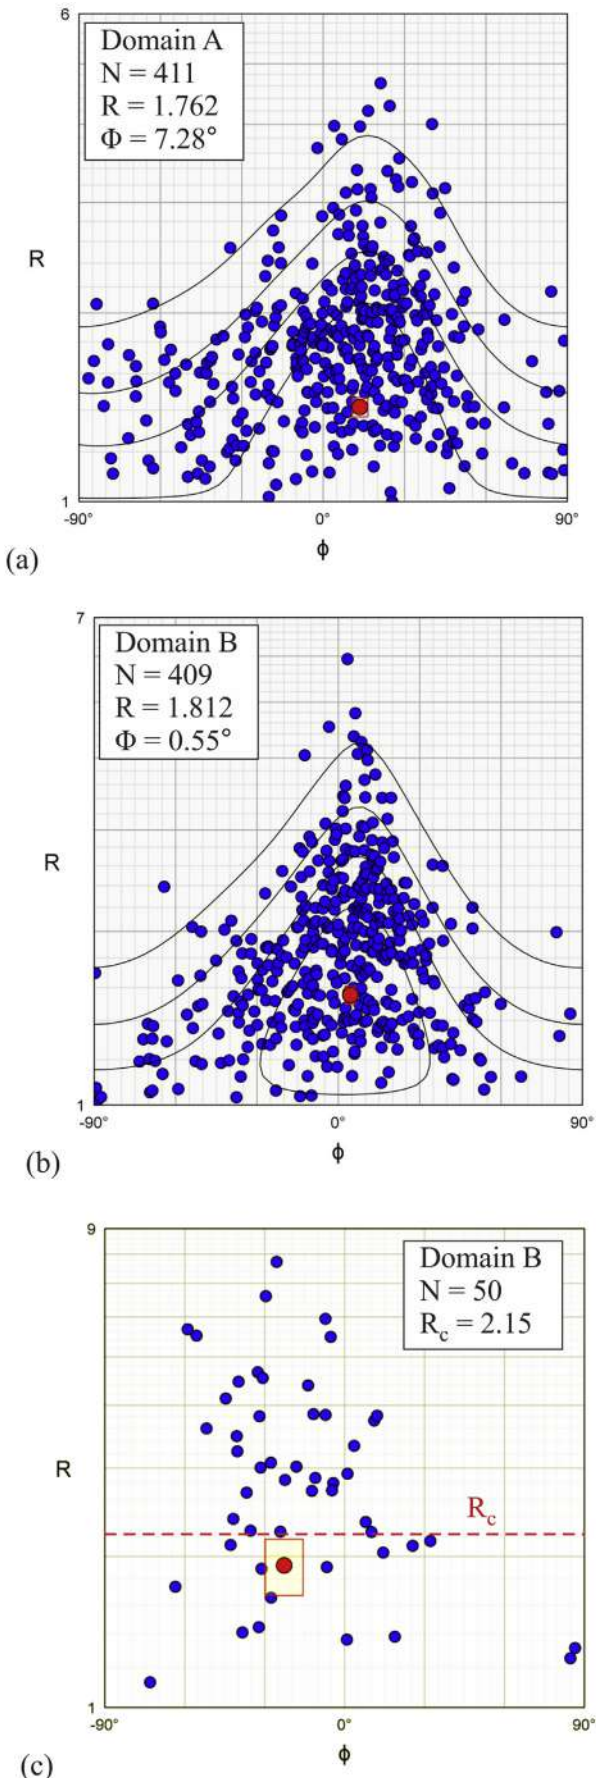 6
Domain A
N = 411
R = 1.762
Φ = 7.28°
R
1
-90°
0°
90°
ϕ
(a)
7
Domain B
N = 409
R = 1.812
Φ = 0.55°
R
1
-90°
0°
90°
ϕ
(b)
9
Domain B
N = 50
Rc = 2.15
R
Rc
1
-90°
0°
90°
ϕ
(c)